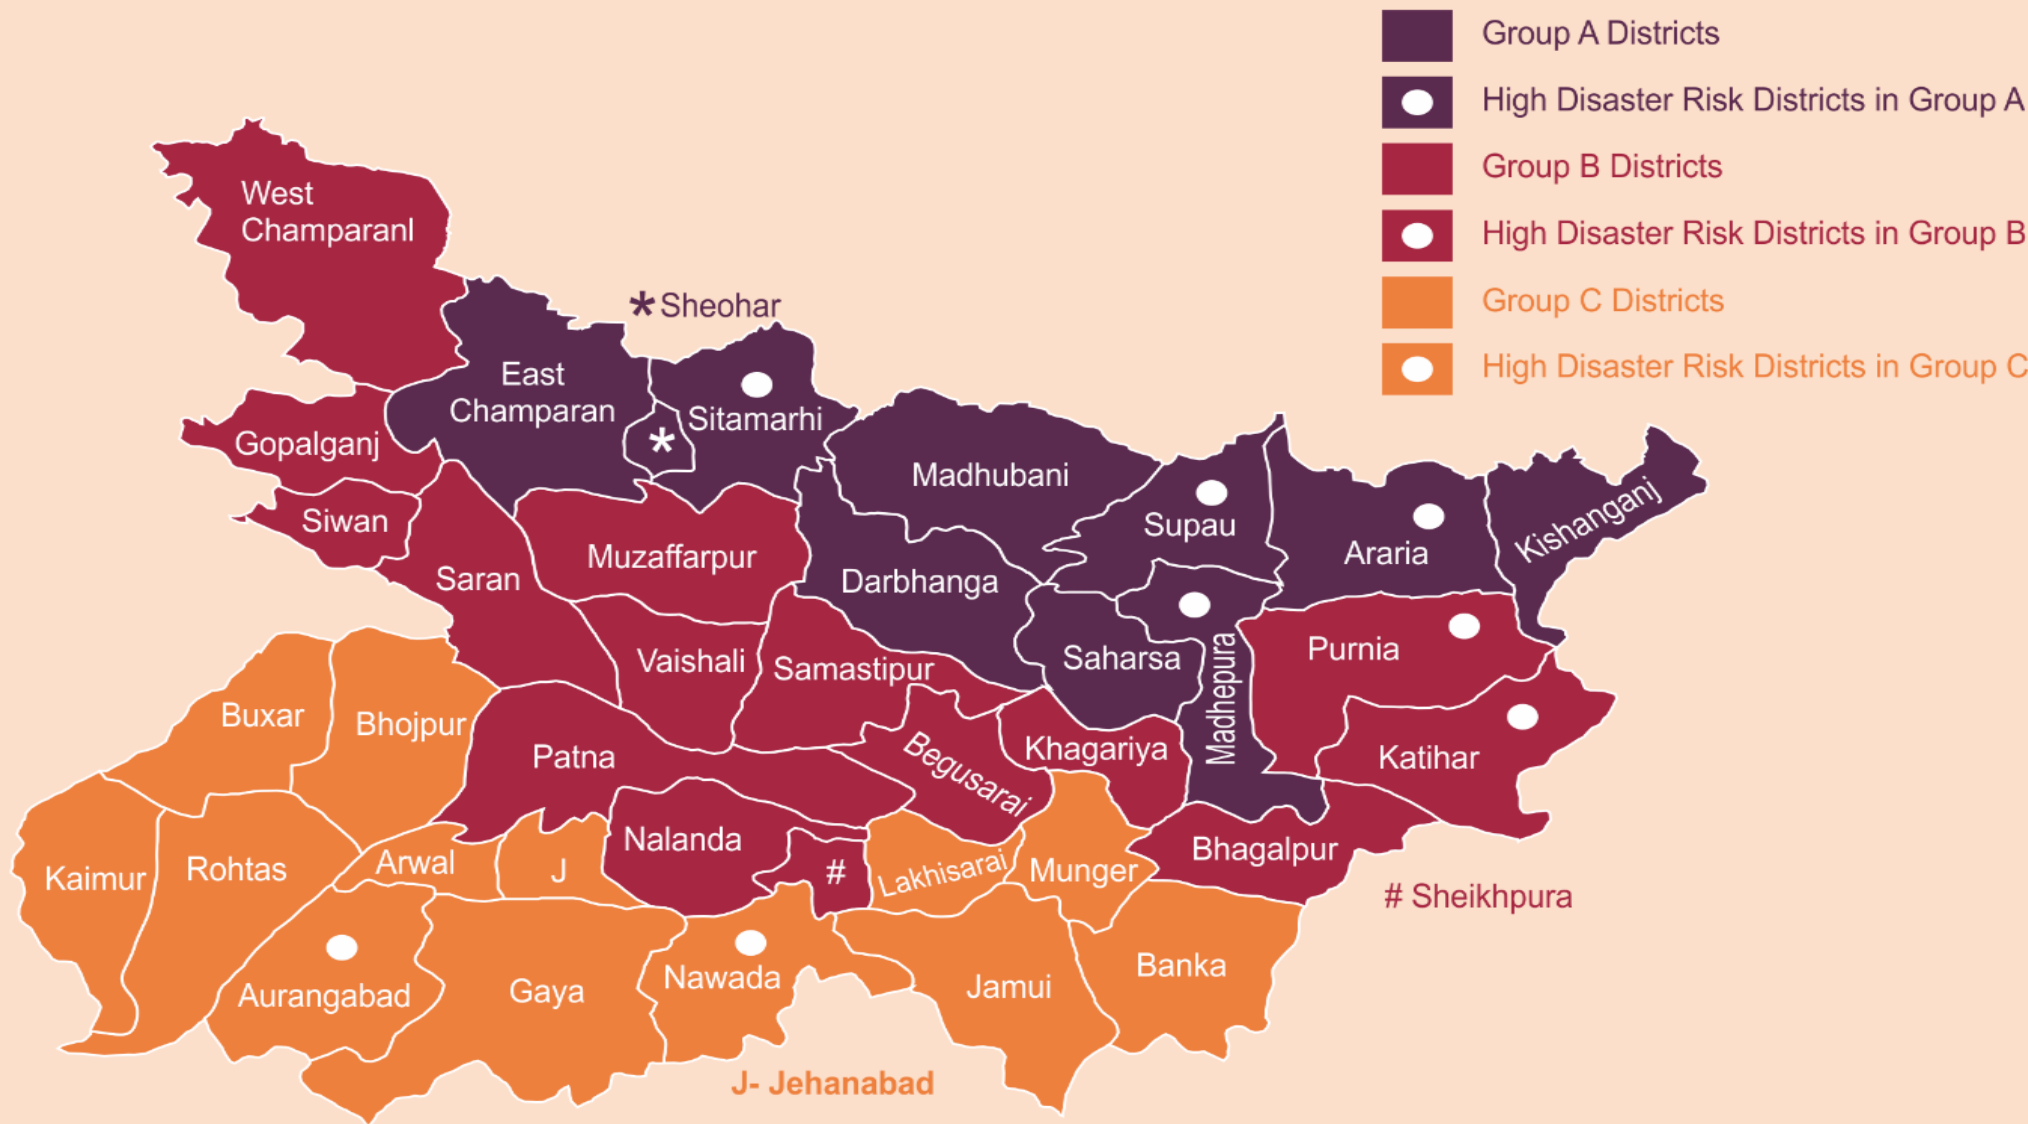 Group A Districts
High Disaster Risk Districts in Group A
Group B Districts
High Disaster Risk Districts in Group B
Group C Districts
High Disaster Risk Districts in Group C
West
Champaranl
* Sheohar
East
Champaran
*
Sitamarhi
Gopalganj
Madhubani
Siwan
Supau
Kishanganj
Araria
Muzaffarpur
Saran
Darbhanga
Purnia
Vaishali
Samastipur
Saharsa
Madhepura
Buxar
Bhojpur
Patna
Begusarai
Khagariya
Katihar
Nalanda
Bhagalpur
Kaimur
Rohtas
Arwal
J
#
Lakhisarai
Munger
# Sheikhpura
Aurangabad
Gaya
Nawada
Jamui
Banka
J- Jehanabad